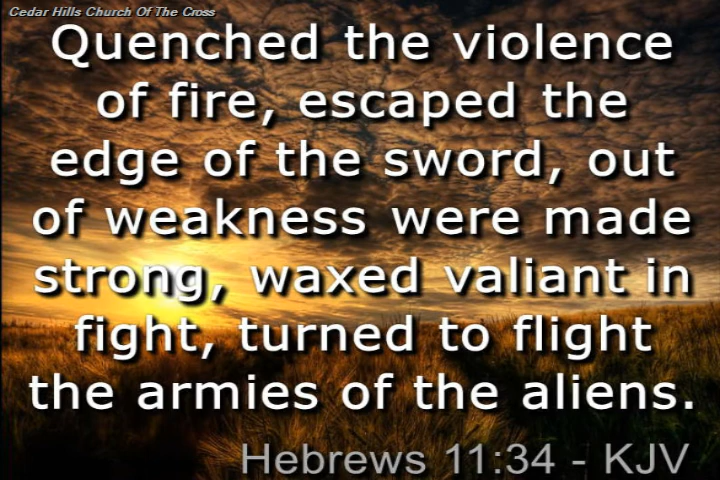 Cedar Hills Church Of The Cross
Quenched the violence
of fire, escaped the
edge of the sword, out
of weakness were made
strong, waxed valiant in
fight, turned to flight
the armies of the aliens.
Hebrews 11:34 - KJV